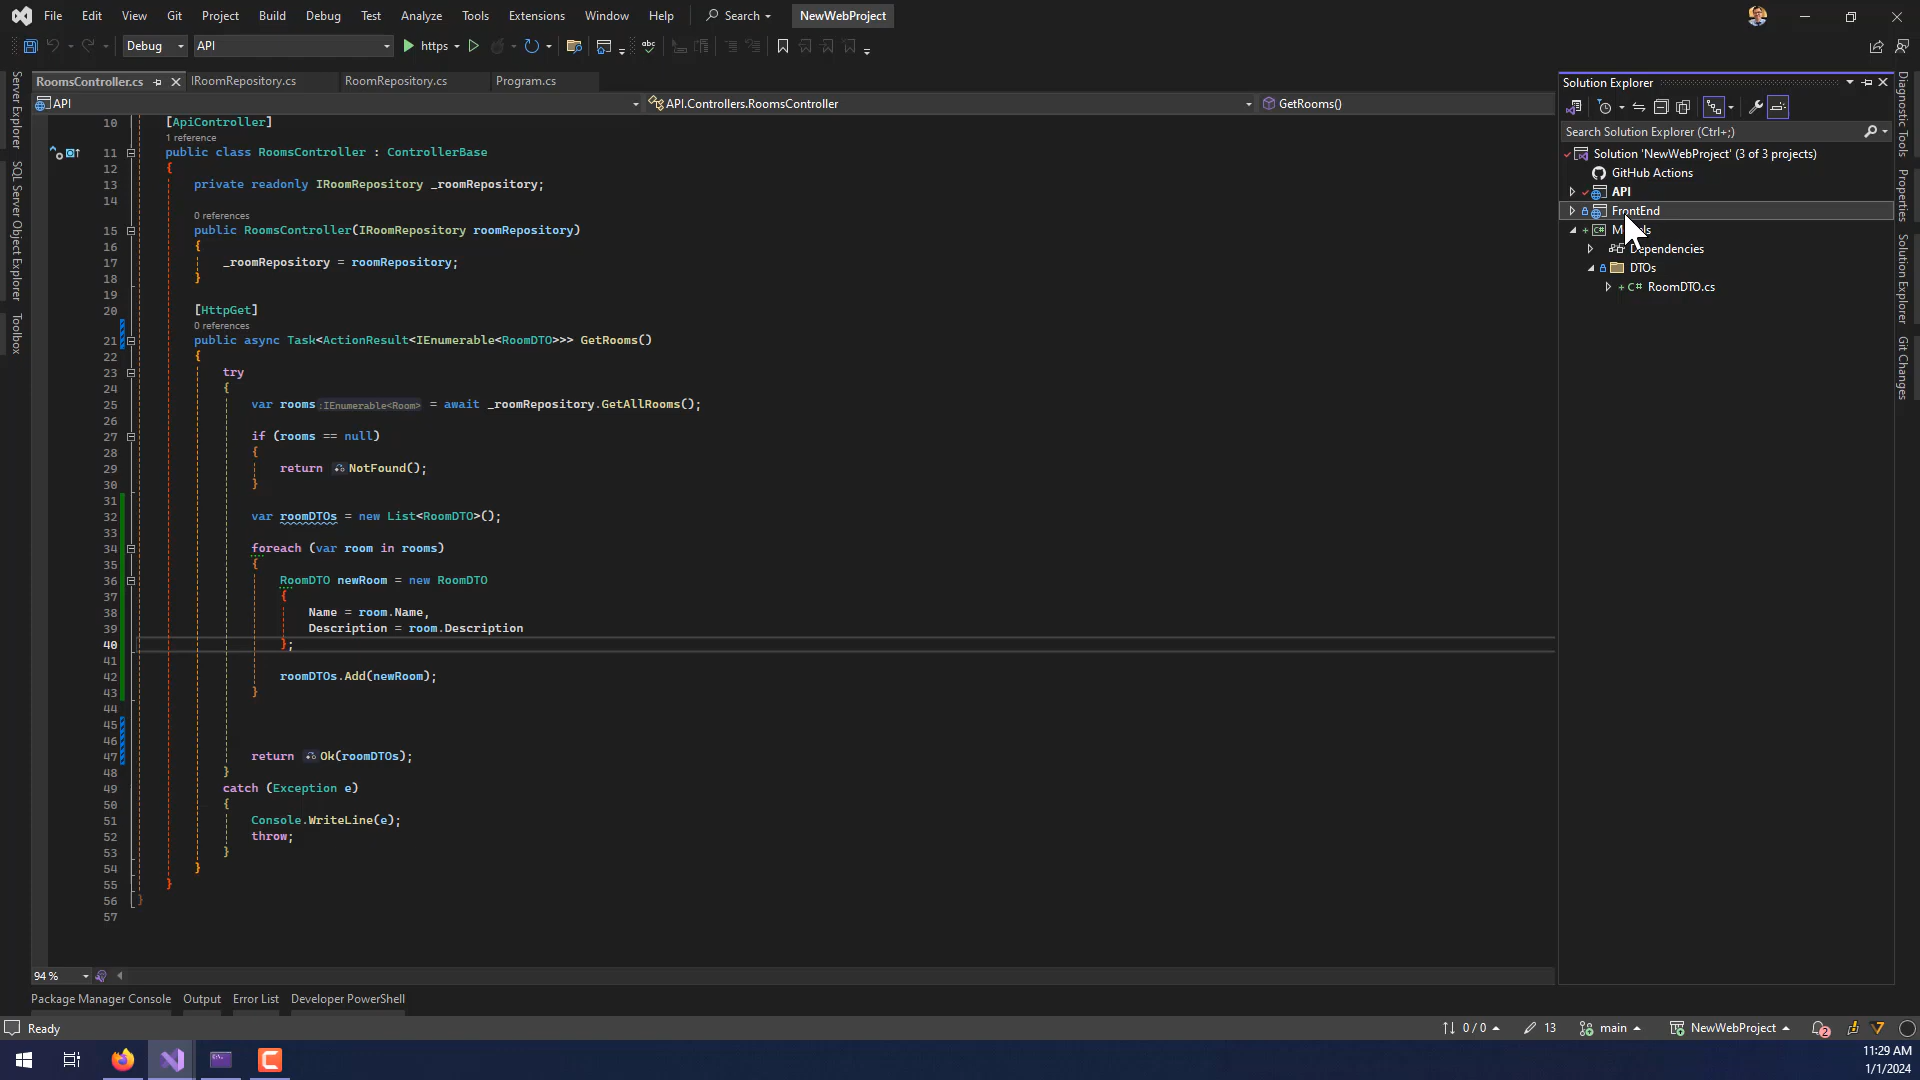 File Edit View Git Project Build Debug Test Analyze Tools Extensions Window Help Search NewWebProject
Debug API https
RoomsController.cs IRoomRepository.cs RoomRepository.cs Program.cs
API API.Controllers.RoomsController GetRooms()
10 [ApiController]
1 reference
11 public class RoomsController : ControllerBase
12 {
13 private readonly IRoomRepository _roomRepository;
14
0 references
15 public RoomsController(IRoomRepository roomRepository)
16 {
17 _roomRepository = roomRepository;
18 }
19
20 [HttpGet]
0 references
21 public async Task<ActionResult<IEnumerable<RoomDTO>>> GetRooms()
22 {
23 try
24 {
25 var rooms :IEnumerable<Room> = await _roomRepository.GetAllRooms();
26
27 if (rooms == null)
28 {
29 return NotFound();
30 }
31
32 var roomDTOs = new List<RoomDTO>();
33
34 foreach (var room in rooms)
35 {
36 RoomDTO newRoom = new RoomDTO
37 {
38 Name = room.Name,
39 Description = room.Description
40 };
41
42 roomDTOs.Add(newRoom);
43 }
44
45
46
47 return Ok(roomDTOs);
48 }
49 catch (Exception e)
50 {
51 Console.WriteLine(e);
52 throw;
53 }
54 }
55 }
56 }
57
94 %
Package Manager Console Output Error List Developer PowerShell
Ready 0 / 0 13 main NewWebProject 2
Server Explorer
SQL Server Object Explorer
Toolbox
Solution Explorer
Search Solution Explorer (Ctrl+;)
Solution 'NewWebProject' (3 of 3 projects)
GitHub Actions
API
FrontEnd
Dependencies
DTOs
C# RoomDTO.cs
Diagnostic Tools
Properties
Solution Explorer
Git Changes
11:29 AM
1/1/2024